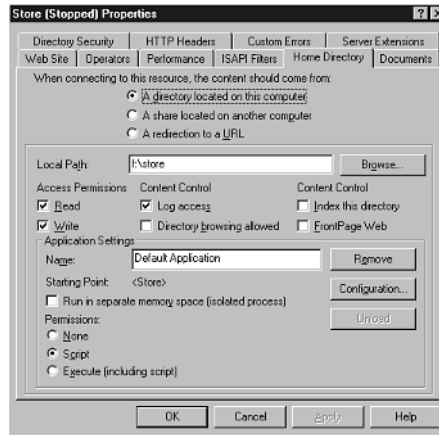 Store (Stopped) Properties
Directory Security HTTP Headers Custom Errors Server Extensions
Web Site Operators Performance ISAPI Filters Home Directory Documents
When connecting to this resource, the content should come from:
A directory located on this computer
A share located on another computer
A redirection to a URL
Local Path: f:\store Browse...
Access Permissions Content Control Content Control
Read Log access Index this directory
Write Directory browsing allowed FrontPage Web
Application Settings
Name: Default Application Remove
Starting Point: <Store> Configuration...
Run in separate memory space (isolated process)
Permissions: Unload
None
Script
Execute (including script)
OK Cancel Apply Help